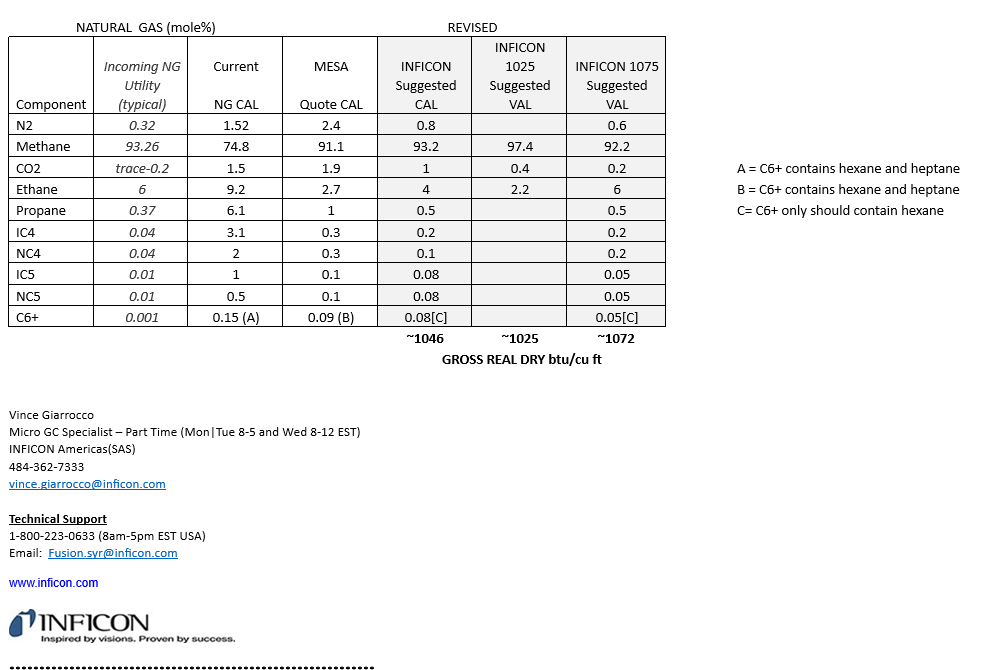 NATURAL  GAS (mole%) REVISED
Component Incoming NG Utility (typical) Current NG CAL MESA Quote CAL INFICON Suggested CAL INFICON 1025 Suggested VAL INFICON 1075 Suggested VAL
N2 0.32 1.52 2.4 0.8 0.6
Methane 93.26 74.8 91.1 93.2 97.4 92.2
CO2 trace-0.2 1.5 1.9 1 0.4 0.2
Ethane 6 9.2 2.7 4 2.2 6
Propane 0.37 6.1 1 0.5 0.5
IC4 0.04 3.1 0.3 0.2 0.2
NC4 0.04 2 0.3 0.1 0.2
IC5 0.01 1 0.1 0.08 0.05
NC5 0.01 0.5 0.1 0.08 0.05
C6+ 0.001 0.15 (A) 0.09 (B) 0.08[C] 0.05[C]
~1046 ~1025 ~1072
GROSS REAL DRY btu/cu ft
A = C6+ contains hexane and heptane
B = C6+ contains hexane and heptane
C= C6+ only should contain hexane
Vince Giarrocco
Micro GC Specialist – Part Time (Mon|Tue 8-5 and Wed 8-12 EST)
INFICON Americas(SAS)
484-362-7333
vince.giarrocco@inficon.com
Technical Support
1-800-223-0633 (8am-5pm EST USA)
Email:  Fusion.syr@inficon.com
www.inficon.com
INFICON
Inspired by visions. Proven by success.